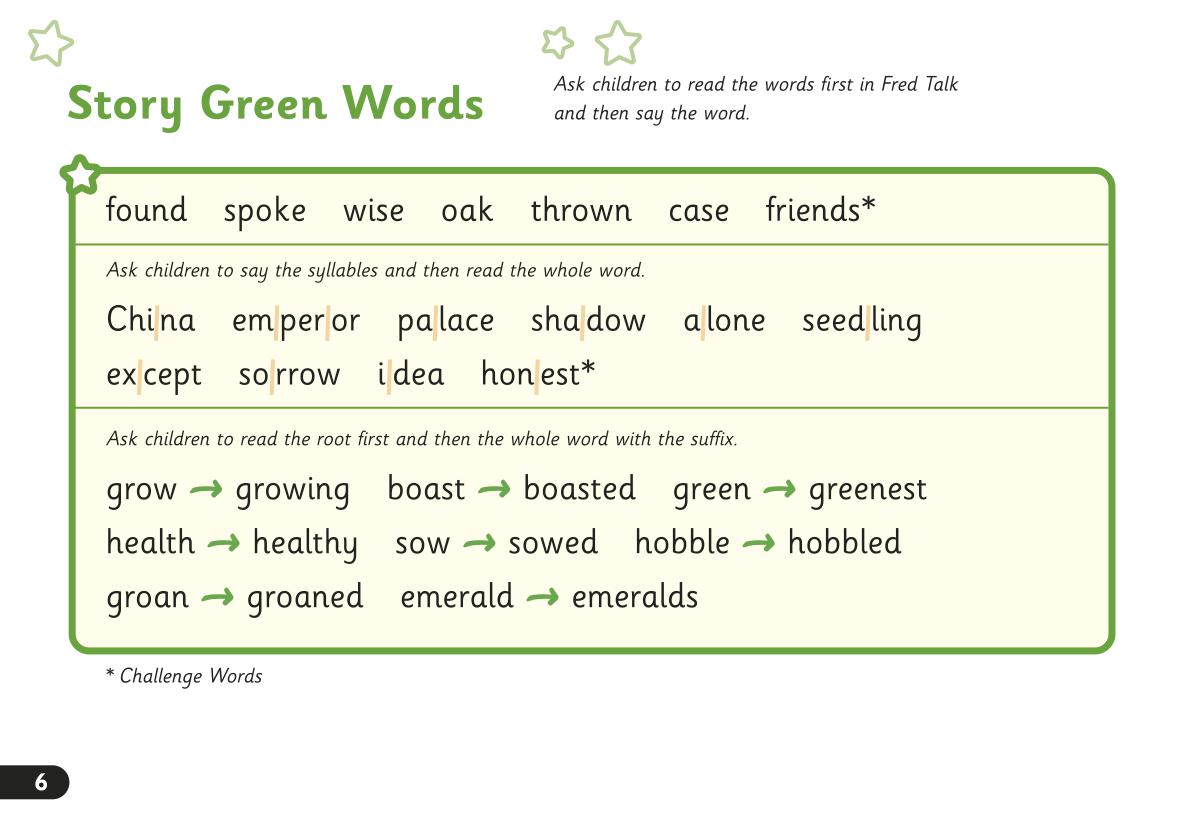 Story Green Words
Ask children to read the words first in Fred Talk
and then say the word.
found spoke wise oak thrown case friends*
Ask children to say the syllables and then read the whole word.
Chi|na em|per|or pa|lace sha|dow a|lone seed|ling
ex|cept so|rrow i|dea hon|est*
Ask children to read the root first and then the whole word with the suffix.
grow → growing boast → boasted green → greenest
health → healthy sow → sowed hobble → hobbled
groan → groaned emerald → emeralds
* Challenge Words
6